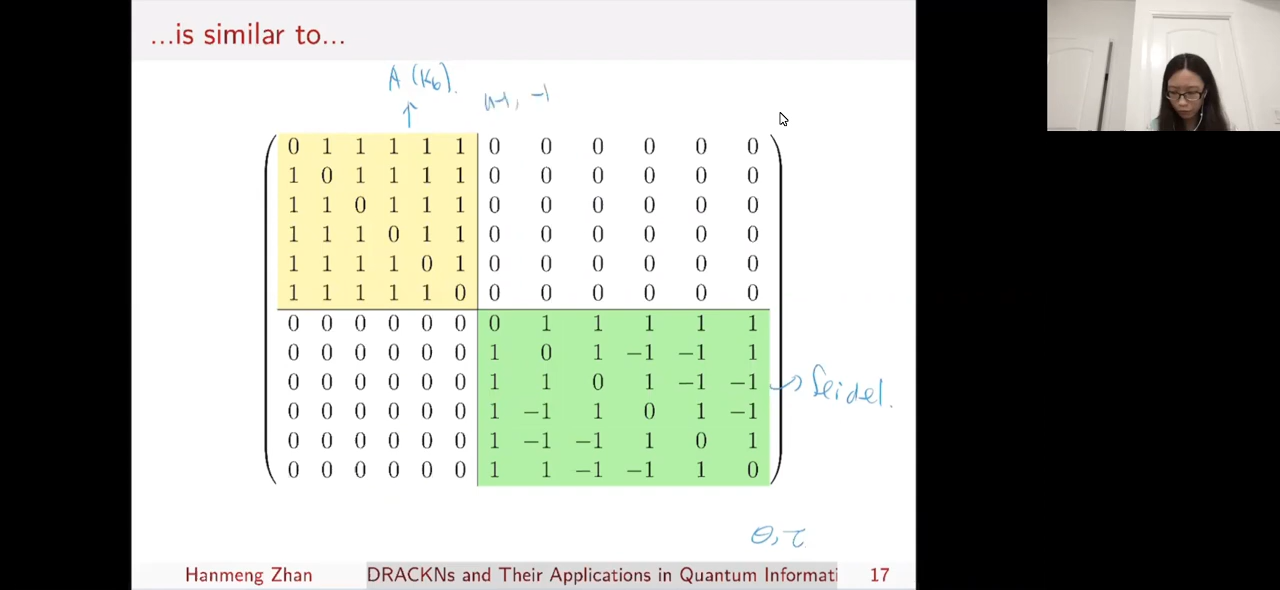 ...is similar to...
A (K6).
n-1, -1
0 1 1 1 1 1 0 0 0 0 0 0
1 0 1 1 1 1 0 0 0 0 0 0
1 1 0 1 1 1 0 0 0 0 0 0
1 1 1 0 1 1 0 0 0 0 0 0
1 1 1 1 0 1 0 0 0 0 0 0
1 1 1 1 1 0 0 0 0 0 0 0
0 0 0 0 0 0 0 1 1 1 1 1
0 0 0 0 0 0 1 0 1 −1 −1 1
0 0 0 0 0 0 1 1 0 1 −1 −1
Seidel.
0 0 0 0 0 0 1 −1 1 0 1 −1
0 0 0 0 0 0 1 −1 −1 1 0 1
0 0 0 0 0 0 1 1 −1 −1 1 0
θ, τ
Hanmeng Zhan DRACKNs and Their Applications in Quantum Informati 17